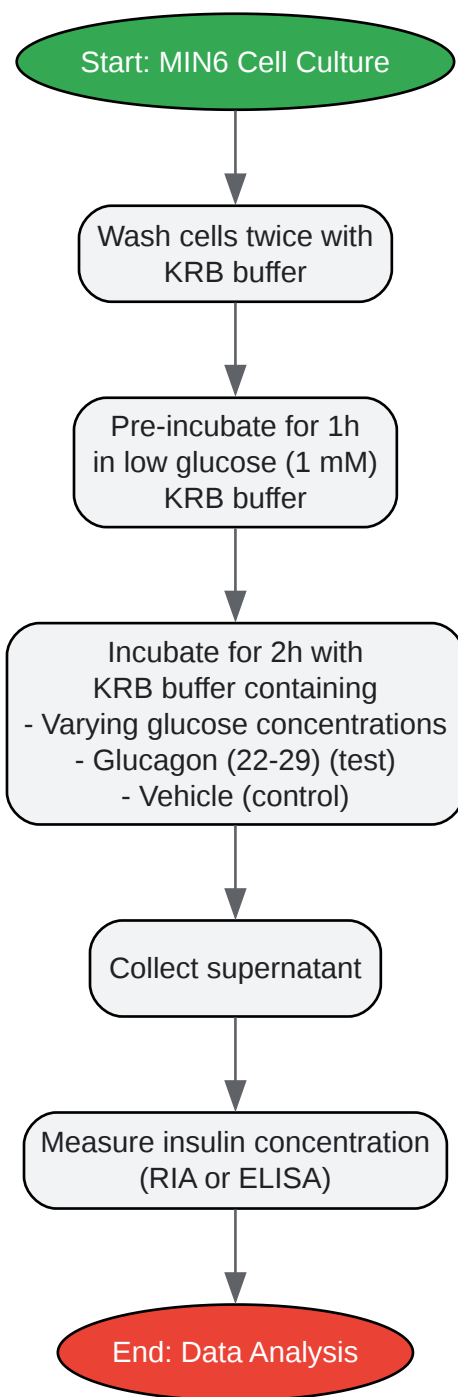 Start: MIN6 Cell Culture
Wash cells twice with
KRB buffer
Pre-incubate for 1h
in low glucose (1 mM)
KRB buffer
Incubate for 2h with
KRB buffer containing
- Varying glucose concentrations
- Glucagon (22-29) (test)
- Vehicle (control)
Collect supernatant
Measure insulin concentration
(RIA or ELISA)
End: Data Analysis